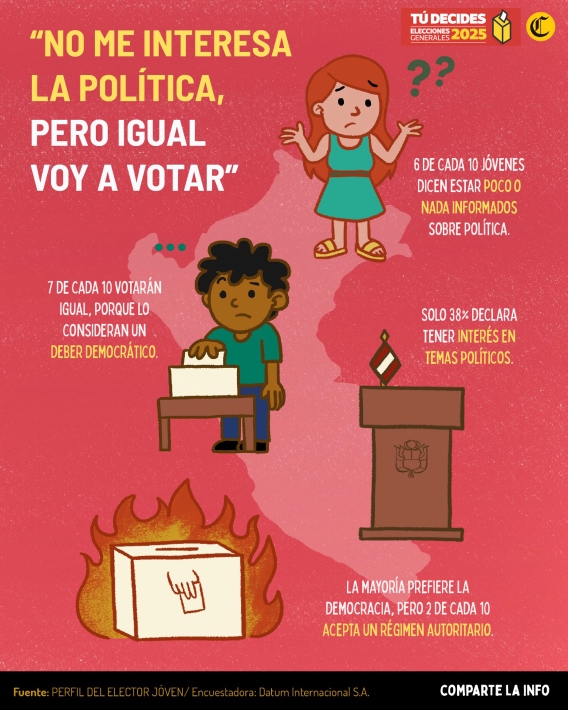 TÚ DECIDES
ELECCIONES
GENERALES 2025
C
“NO ME INTERESA
LA POLÍTICA,
PERO IGUAL
VOY A VOTAR”
??
6 DE CADA 10 JÓVENES
DICEN ESTAR POCO O
NADA INFORMADOS
SOBRE POLÍTICA.
7 DE CADA 10 VOTARÁN
IGUAL, PORQUE LO
CONSIDERAN UN
DEBER DEMOCRÁTICO.
SOLO 38% DECLARA
TENER INTERÉS EN
TEMAS POLÍTICOS.
LA MAYORÍA PREFIERE LA
DEMOCRACIA, PERO 2 DE CADA 10
ACEPTA UN RÉGIMEN AUTORITARIO.
Fuente: PERFIL DEL ELECTOR JÓVEN/ Encuestadora: Datum Internacional S.A.
COMPARTE LA INFO